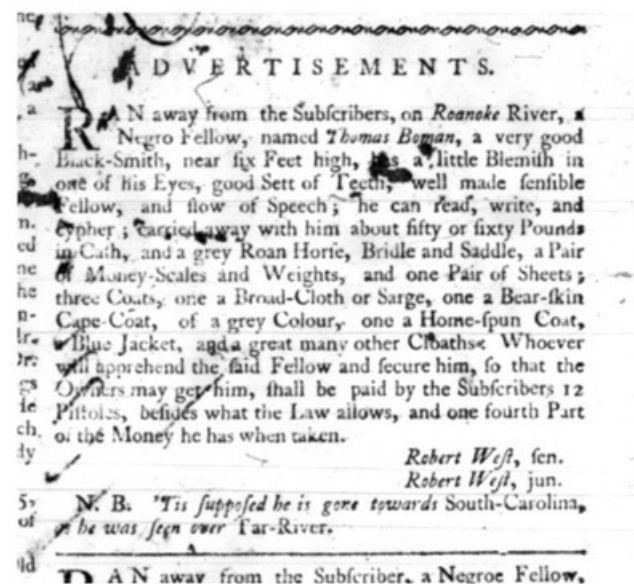 ADVERTISEMENTS.
RAN away from the Subſcribers, on Roanoke River, a
Negro Fellow, named Thomas Boman, a very good
Black-Smith, near ſix Feet high, has a little Blemiſh in
one of his Eyes, good Sett of Teeth, well made ſenſible
Fellow, and ſlow of Speech; he can read, write, and
cypher; carried away with him about fifty or ſixty Pounds
in Caſh, and a grey Roan Horſe, Bridle and Saddle, a Pair
of Money-Scales and Weights, and one Pair of Sheets;
three Coats, one a Broad-Cloth or Sarge, one a Bear-ſkin
Cape-Coat, of a grey Colour, one a Home-ſpun Coat,
a Blue Jacket, and a great many other Cloaths. Whoever
will apprehend the ſaid Fellow and ſecure him, ſo that the
Owners may get him, ſhall be paid by the Subſcribers 12
Piſtoles, beſides what the Law allows, and one fourth Part
of the Money he has when taken.
Robert Weſt, ſen.
Robert Weſt, jun.
N. B. 'Tis ſuppoſed he is gone towards South-Carolina,
as he was ſeen over Tar-River.
RAN away from the Subſcriber, a Negroe Fellow,